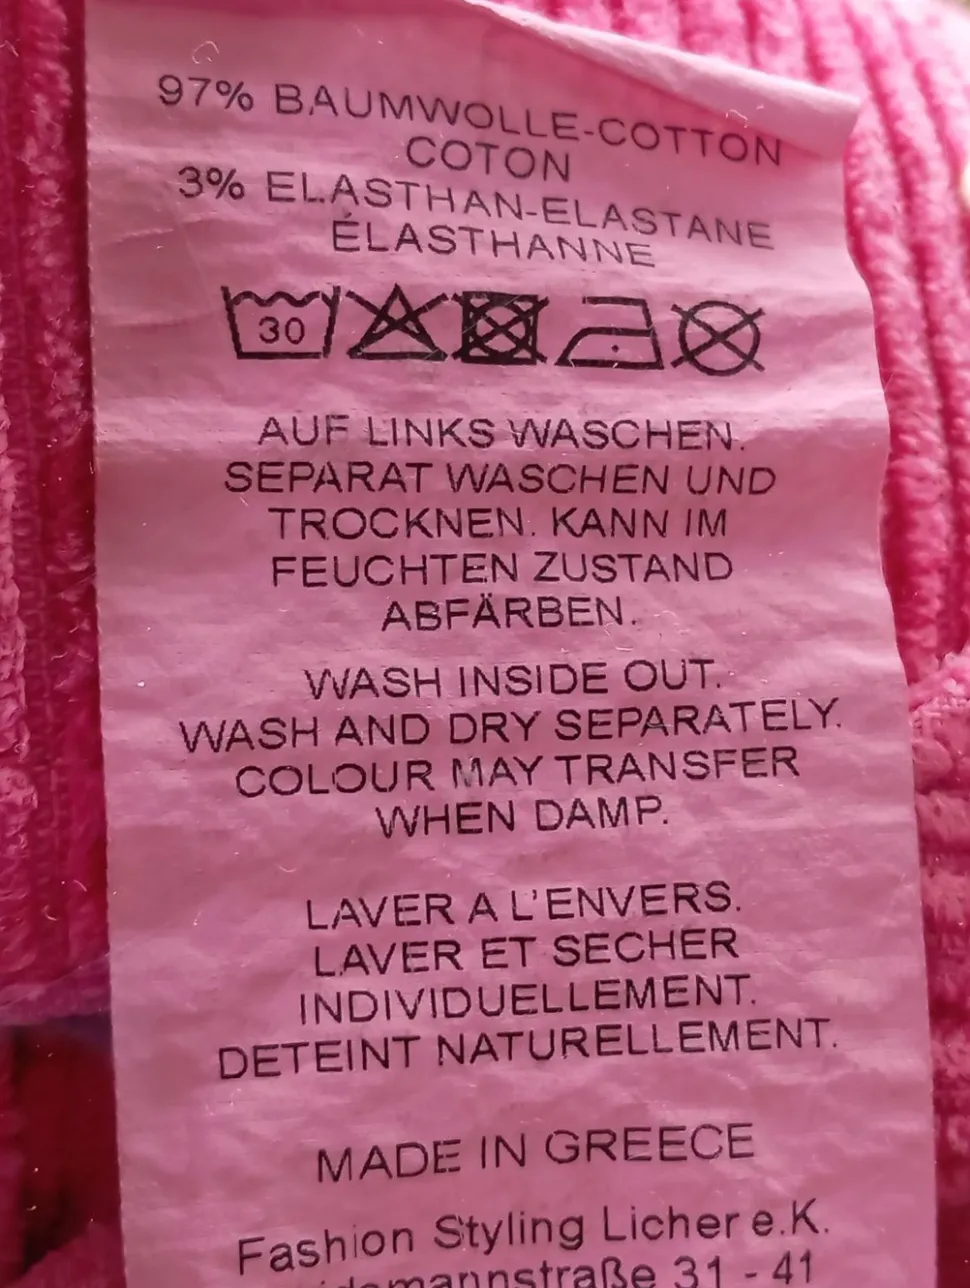 97% BAUMWOLLE-COTTON
COTON
3% ELASTHAN-ELASTANE
ÉLASTHANNE
30
AUF LINKS WASCHEN.
SEPARAT WASCHEN UND
TROCKNEN. KANN IM
FEUCHTEN ZUSTAND
ABFÄRBEN.
WASH INSIDE OUT.
WASH AND DRY SEPARATELY.
COLOUR MAY TRANSFER
WHEN DAMP.
LAVER A L'ENVERS.
LAVER ET SECHER
INDIVIDUELLEMENT.
DETEINT NATURELLEMENT.
MADE IN GREECE
Fashion Styling Licher e.K.
31 - 41